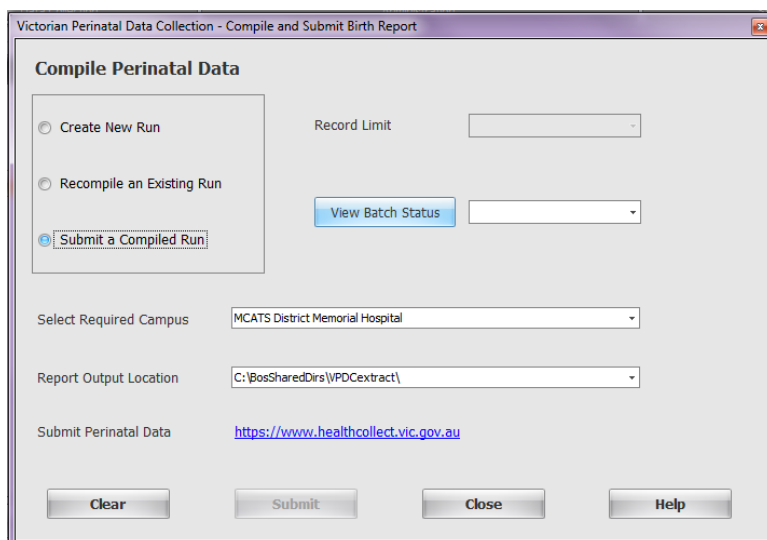 Victorian Perinatal Data Collection - Compile and Submit Birth Report
Compile Perinatal Data
Create New Run
Record Limit
Recompile an Existing Run
View Batch Status
Submit a Compiled Run
Select Required Campus
MCATS District Memorial Hospital
Report Output Location
C:\BosSharedDirs\VPDCextract\
Submit Perinatal Data
https://www.healthcollect.vic.gov.au
Clear
Submit
Close
Help